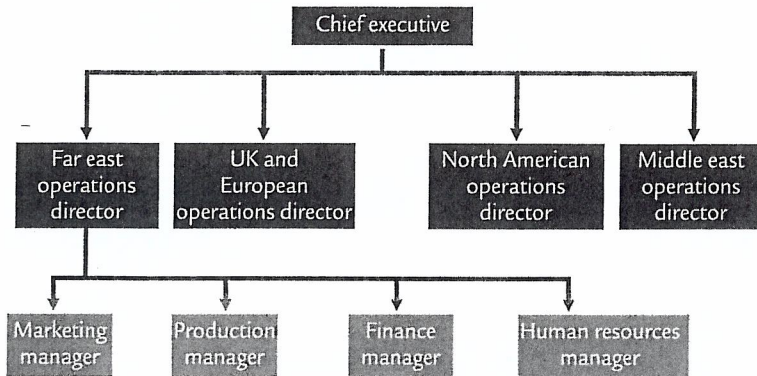 Chief executive
Far east
operations
director
UK and
European
operations director
North American
operations
director
Middle east
operations
director
Marketing
manager
Production
manager
Finance
manager
Human resources
manager